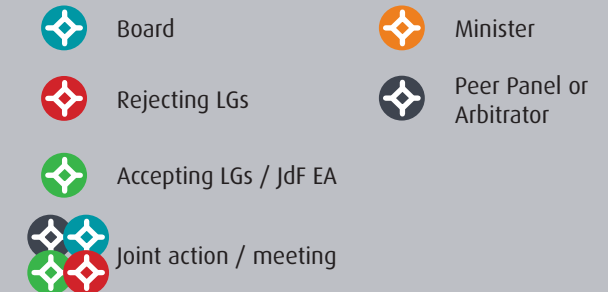 Board
Minister
Rejecting LGs
Peer Panel or
Arbitrator
Accepting LGs / JdF EA
Joint action / meeting